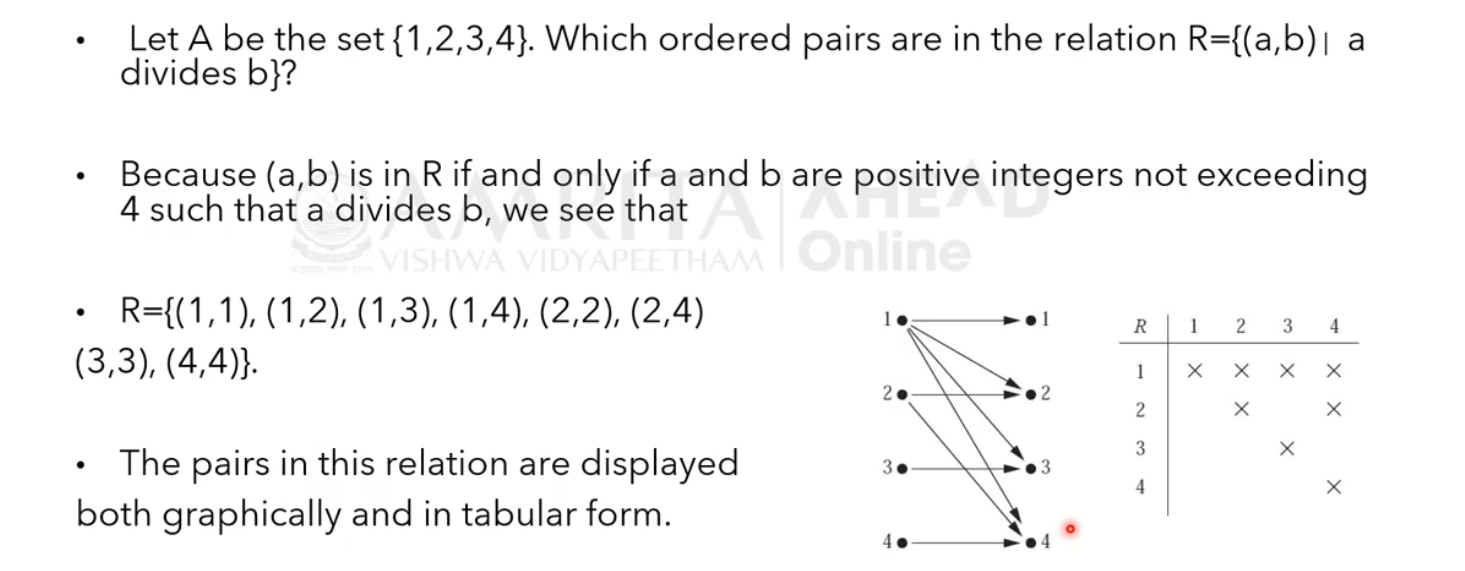 • Let A be the set {1,2,3,4}. Which ordered pairs are in the relation R={(a,b)| a
divides b}?
• Because (a,b) is in R if and only if a and b are positive integers not exceeding
4 such that a divides b, we see that
AMRITA AHEAD
VISHWA VIDYAPEETHAM Online
• R={(1,1), (1,2), (1,3), (1,4), (2,2), (2,4)
(3,3), (4,4)}.
• The pairs in this relation are displayed
both graphically and in tabular form.
1 1
2 2
3 3
4 4
R 1 2 3 4
1 × × × ×
2 × ×
3 ×
4 ×